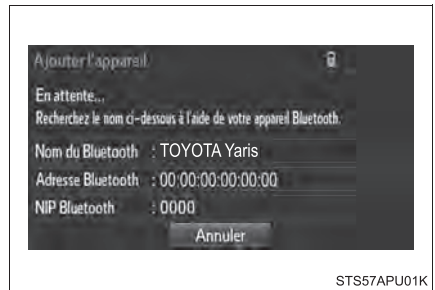 Ajouter l'appareil
En attente...
Recherchez le nom ci-dessous à l'aide de votre appareil Bluetooth.
Nom du Bluetooth : TOYOTA Yaris
Adresse Bluetooth : 00:00:00:00:00:00
NIP Bluetooth : 0000
Annuler
STS57APU01K